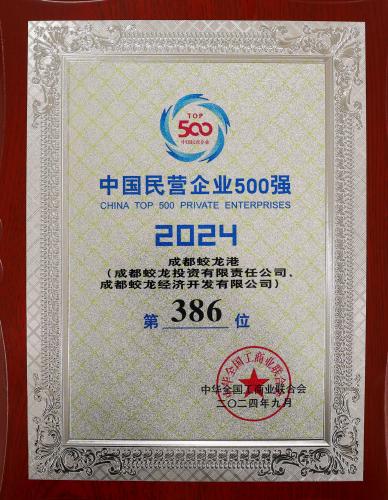 TOP
500
中国民营企业
中国民营企业500强
CHINA TOP 500 PRIVATE ENTERPRISES
2024
成都蛟龙港
(成都蛟龙投资有限责任公司、
成都蛟龙经济开发有限公司)
第 386 位
中华全国工商业联合会
中华全国工商业联合会
二〇二四年九月